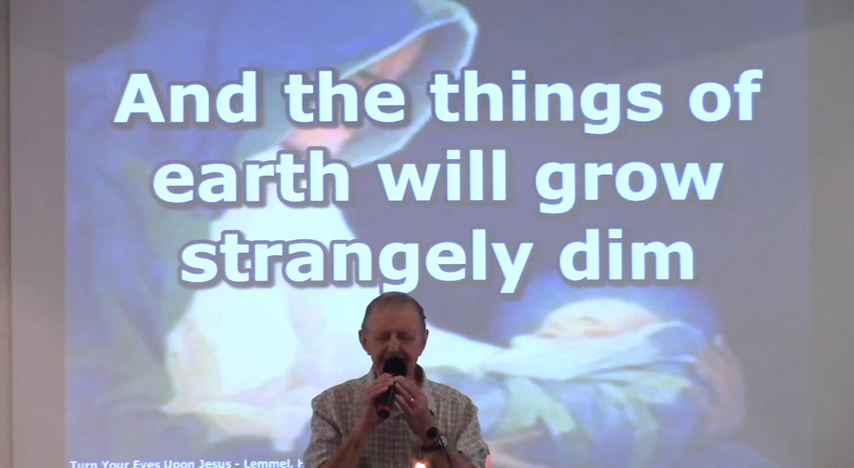 And the things of
earth will grow
strangely dim
Turn Your Eyes Upon Jesus - Lemmel, H